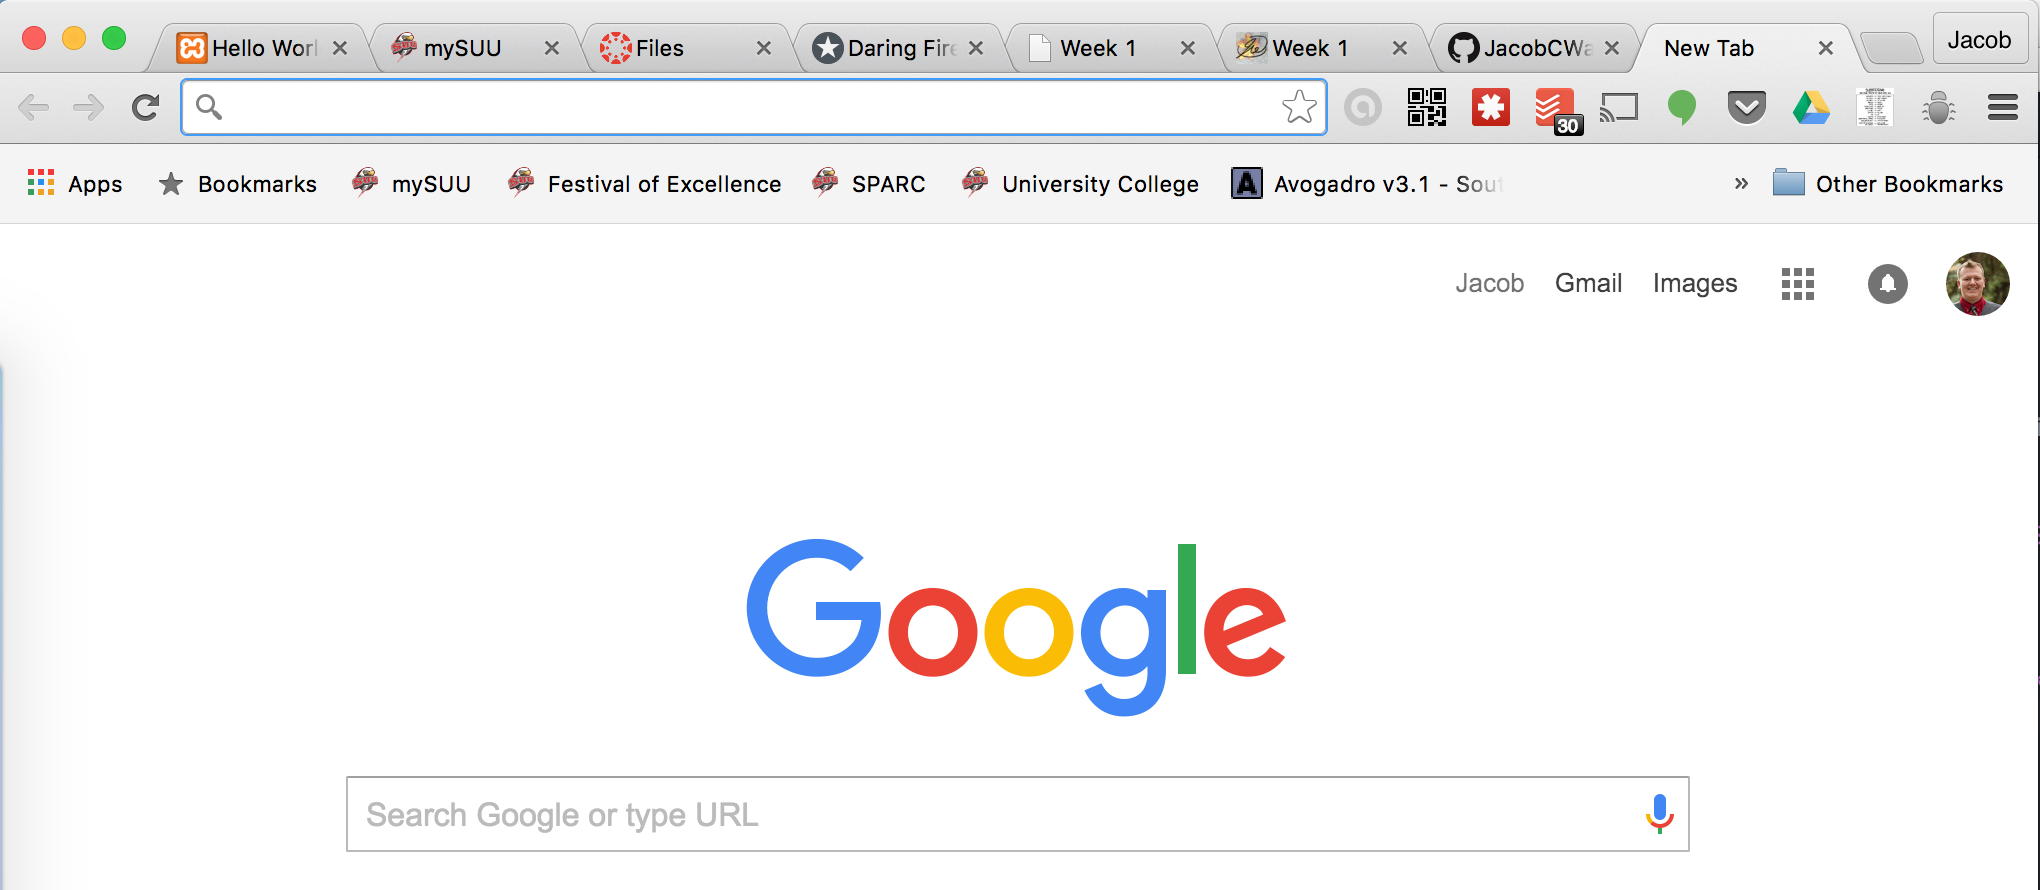 Hello Worl mySUU Files Daring Fire Week 1 Week 1 JacobCWa New Tab Jacob
30
Apps Bookmarks mySUU Festival of Excellence SPARC University College A Avogadro v3.1 - Sout » Other Bookmarks
Jacob Gmail Images
Google
Search Google or type URL